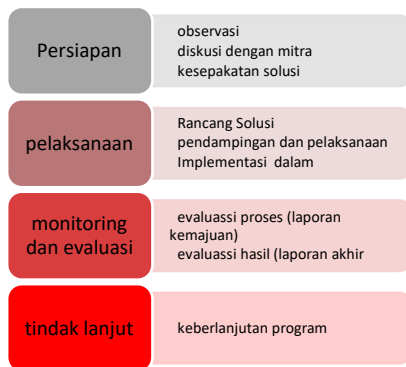 Persiapan
observasi
diskusi dengan mitra
kesepakatan solusi
pelaksanaan
Rancang Solusi
pendampingan dan pelaksanaan
Implementasi dalam
monitoring
dan evaluasi
evaluassi proses (laporan
kemajuan)
evaluassi hasil (laporan akhir
tindak lanjut
keberlanjutan program